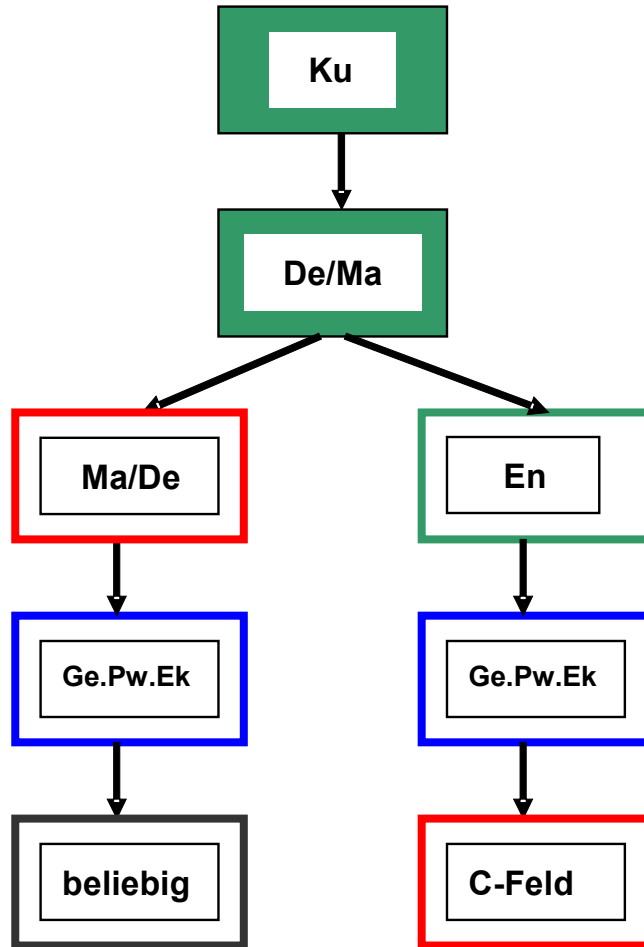 Ku
De/Ma
Ma/De
En
Ge.Pw.Ek
Ge.Pw.Ek
beliebig
C-Feld